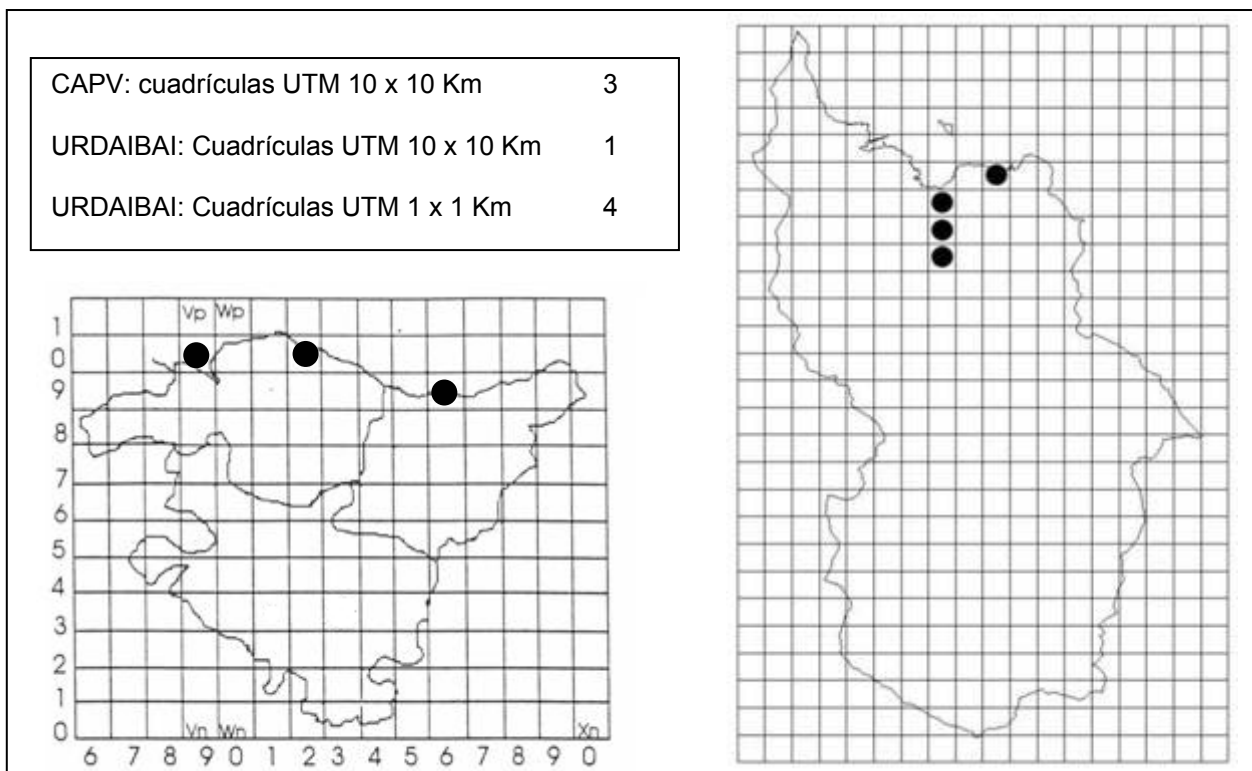 CAPV: cuadrículas UTM 10 x 10 Km 3
URDAIBAI: Cuadrículas UTM 10 x 10 Km 1
URDAIBAI: Cuadrículas UTM 1 x 1 Km 4
Vp Wp
1
0
9
8
7
6
5
4
3
2
1
0
Vn Wn Xn
6 7 8 9 0 1 2 3 4 5 6 7 8 9 0